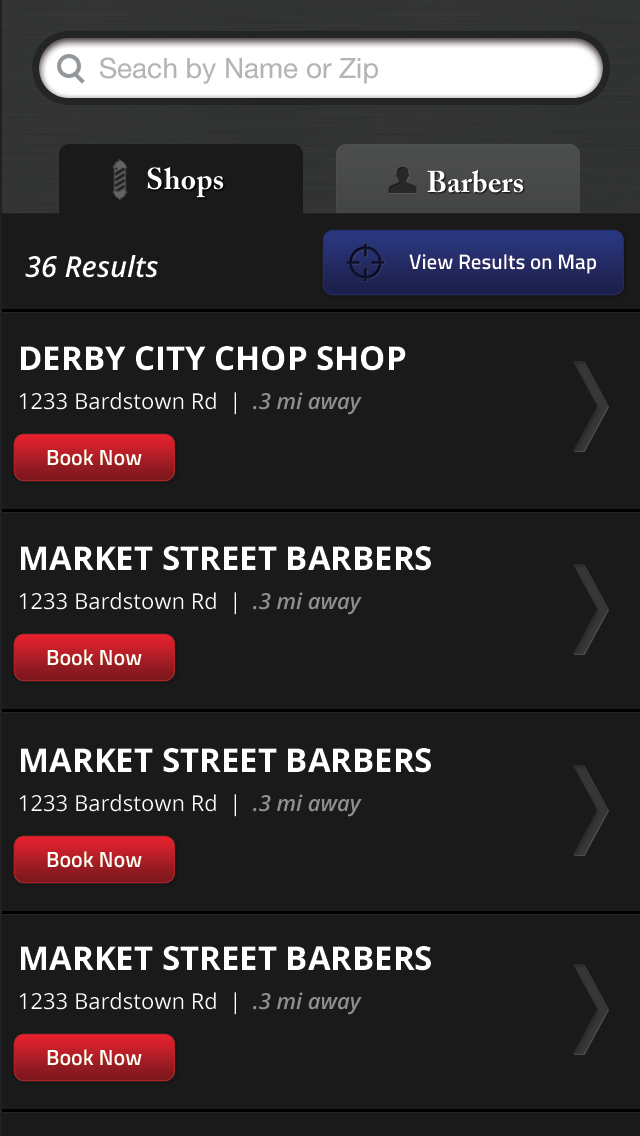 Seach by Name or Zip
Shops
Barbers
36 Results
View Results on Map
DERBY CITY CHOP SHOP
1233 Bardstown Rd | .3 mi away
Book Now
MARKET STREET BARBERS
1233 Bardstown Rd | .3 mi away
Book Now
MARKET STREET BARBERS
1233 Bardstown Rd | .3 mi away
Book Now
MARKET STREET BARBERS
1233 Bardstown Rd | .3 mi away
Book Now